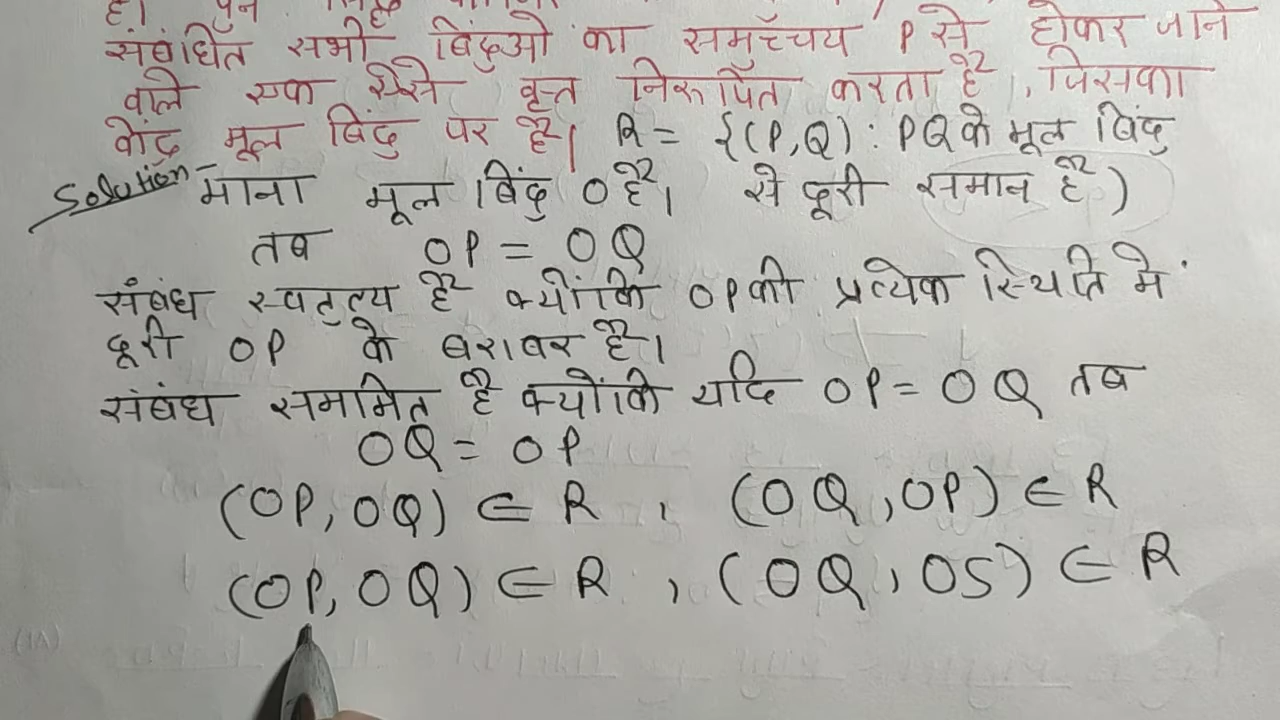 संबंधित सभी बिंदुओं का समुच्चय P से होकर जाने
वाले एक ऐसे वृत्त निरूपित करता है, जिसका
केंद्र मूल बिंदु पर है। R = {(P,Q) : PQ के मूल बिंदु
Solution- माना मूल बिंदु O है। से दूरी समान है)
तब OP = OQ
संबंध स्वतुल्य है क्योंकि OP की प्रत्येक स्थिति में
दूरी OP के बराबर है।
संबंध सममित है क्योंकि यदि OP = OQ तब
OQ = OP
(OP, OQ) ∈ R , (OQ, OP) ∈ R
(OP, OQ) ∈ R , (OQ, OS) ∈ R